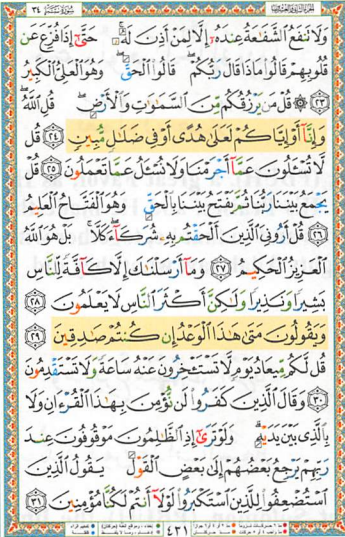 وَلَا تَنفَعُ ٱلشَّفَـٰعَةُ عِندَهُۥٓ إِلَّا لِمَنْ أَذِنَ لَهُۥ ۚ حَتَّىٰٓ إِذَا فُزِّعَ عَن
قُلُوبِهِمْ قَالُوا۟ مَاذَا قَالَ رَبُّكُمْ ۖ قَالُوا۟ ٱلْحَقَّ ۖ وَهُوَ ٱلْعَلِىُّ ٱلْكَبِيرُ
٢٣ ۞ قُلْ مَن يَرْزُقُكُم مِّنَ ٱلسَّمَـٰوَٰتِ وَٱلْأَرْضِ ۖ قُلِ ٱللَّهُ ۖ
وَإِنَّآ أَوْ إِيَّاكُمْ لَعَلَىٰ هُدًى أَوْ فِى ضَلَـٰلٍ مُّبِينٍ ٢٤ قُل
لَّا تُسْـَٔلُونَ عَمَّآ أَجْرَمْنَا وَلَا نُسْـَٔلُ عَمَّا تَعْمَلُونَ ٢٥ قُلْ
يَجْمَعُ بَيْنَنَا رَبُّنَا ثُمَّ يَفْتَحُ بَيْنَنَا بِٱلْحَقِّ وَهُوَ ٱلْفَتَّاحُ ٱلْعَلِيمُ
٢٦ قُلْ أَرُونِىَ ٱلَّذِينَ أَلْحَقْتُم بِهِۦ شُرَكَآءَ ۖ كَلَّا ۚ بَلْ هُوَ ٱللَّهُ
ٱلْعَزِيزُ ٱلْحَكِيمُ ٢٧ وَمَآ أَرْسَلْنَـٰكَ إِلَّا كَآفَّةً لِّلنَّاسِ
بَشِيرًا وَنَذِيرًا وَلَـٰكِنَّ أَكْثَرَ ٱلنَّاسِ لَا يَعْلَمُونَ ٢٨
وَيَقُولُونَ مَتَىٰ هَـٰذَا ٱلْوَعْدُ إِن كُنتُمْ صَـٰدِقِينَ ٢٩
قُل لَّكُم مِّيعَادُ يَوْمٍ لَّا تَسْتَـْٔخِرُونَ عَنْهُ سَاعَةً وَلَا تَسْتَقْدِمُونَ
٣٠ وَقَالَ ٱلَّذِينَ كَفَرُوا۟ لَن نُّؤْمِنَ بِهَـٰذَا ٱلْقُرْءَانِ وَلَا
بِٱلَّذِى بَيْنَ يَدَيْهِ ۗ وَلَوْ تَرَىٰٓ إِذِ ٱلظَّـٰلِمُونَ مَوْقُوفُونَ عِندَ
رَبِّهِمْ يَرْجِعُ بَعْضُهُمْ إِلَىٰ بَعْضٍ ٱلْقَوْلَ يَقُولُ ٱلَّذِينَ
ٱسْتُضْعِفُوا۟ لِلَّذِينَ ٱسْتَكْبَرُوا۟ لَوْلَآ أَنتُمْ لَكُنَّا مُؤْمِنِينَ ٣١
٤٣١